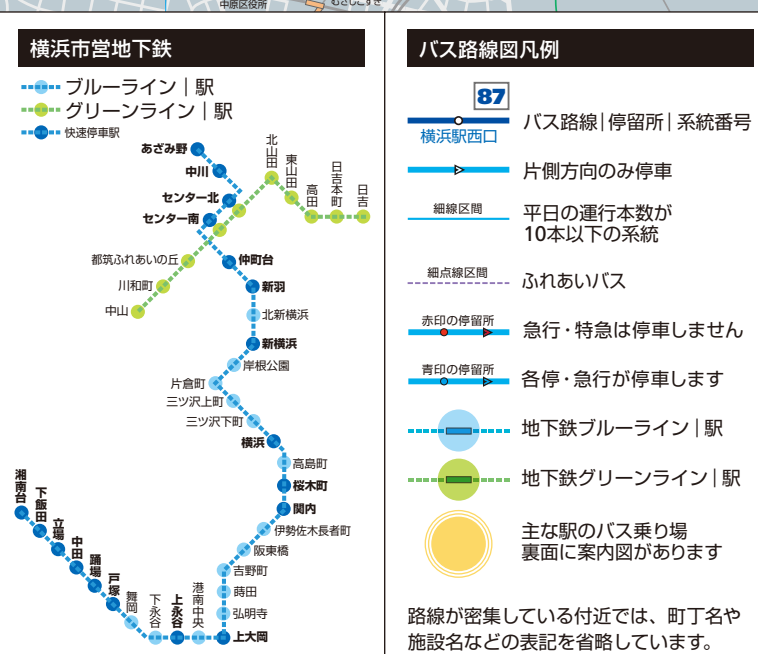 中原区役所
むさしこすぎ
横浜市営地下鉄
ブルーライン｜駅
グリーンライン｜駅
快速停車駅
あざみ野
中川
センター北
センター南
北山田
東山田
高田
日吉本町
日吉
都筑ふれあいの丘
川和町
中山
仲町台
新羽
北新横浜
新横浜
岸根公園
片倉町
三ツ沢上町
三ツ沢下町
横浜
高島町
桜木町
関内
伊勢佐木長者町
阪東橋
吉野町
蒔田
弘明寺
上大岡
港南中央
上永谷
下永谷
舞岡
戸塚
踊場
中田
立場
下飯田
湘南台
バス路線図凡例
87
横浜駅西口
バス路線｜停留所｜系統番号
片側方向のみ停車
細線区間
平日の運行本数が
10本以下の系統
細点線区間
ふれあいバス
赤印の停留所
急行・特急は停車しません
青印の停留所
各停・急行が停車します
地下鉄ブルーライン｜駅
地下鉄グリーンライン｜駅
主な駅のバス乗り場
裏面に案内図があります
路線が密集している付近では、町丁名や
施設名などの表記を省略しています。